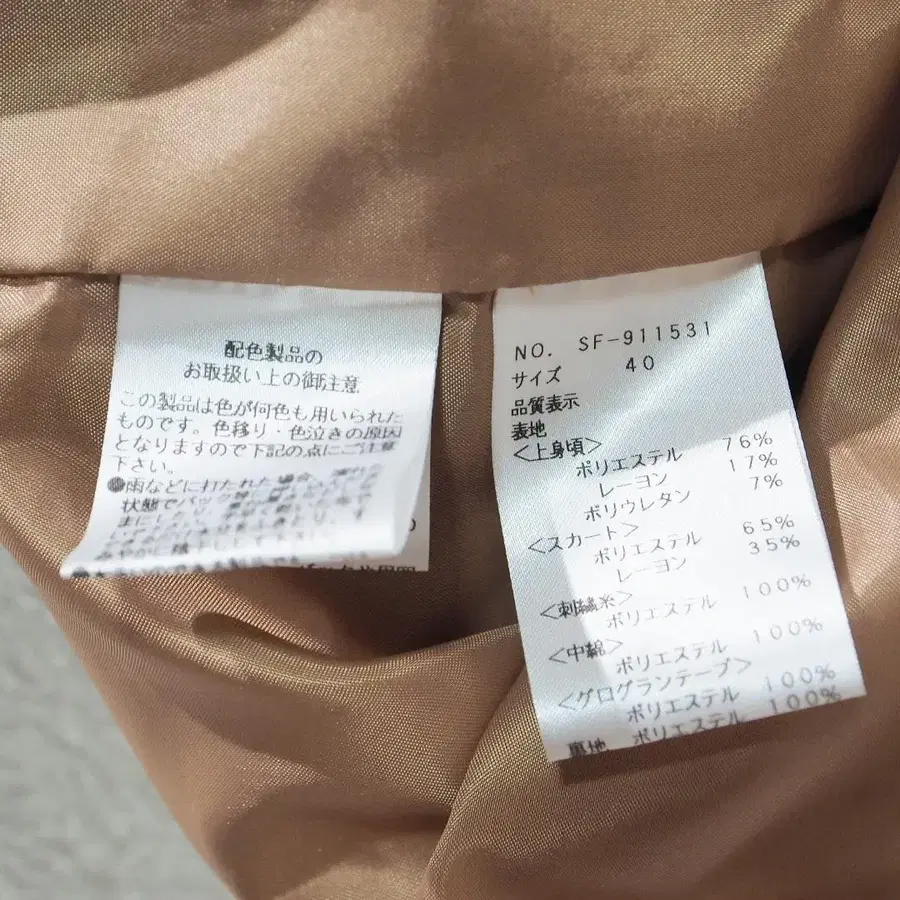 配色製品の
お取扱い上の御注意
この製品は色が何色も用いられた
ものです。色移り・色泣きの原因
となりますので下記の点にご注意
下さい。
●雨などに打たれた場合、濡れた
状態で
NO. SF-911531
サイズ 40
品質表示
表地
<上身頃>
ポリエステル 76%
レーヨン 17%
ポリウレタン 7%
<スカート>
ポリエステル 65%
レーヨン 35%
<刺繍糸>
ポリエステル 100%
<中綿>
ポリエステル 100%
<グログランテープ>
ポリエステル 100%
裏地 ポリエステル 100%